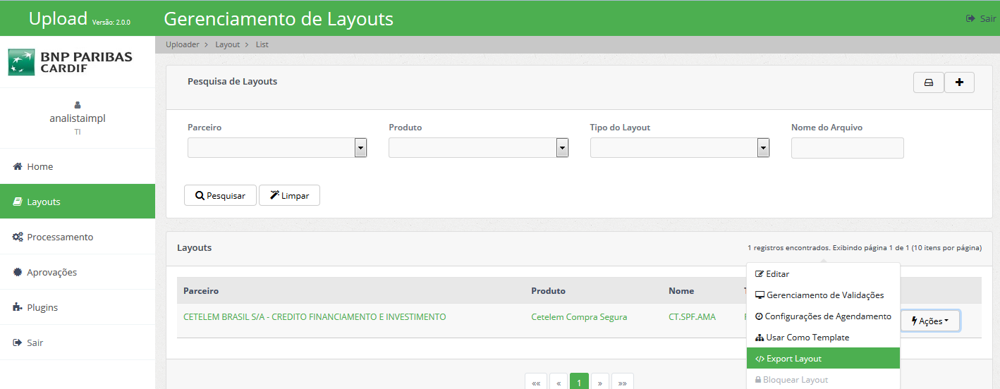 Upload Versão: 2.0.0
Gerenciamento de Layouts
Sair
BNP PARIBAS
CARDIF
analistaimpl
TI
Home
Layouts
Processamento
Aprovações
Plugins
Sair
Uploader > Layout > List
Pesquisa de Layouts
Parceiro Produto Tipo do Layout Nome do Arquivo
Pesquisar Limpar
Layouts
1 registros encontrados. Exibindo página 1 de 1 (10 itens por página)
Parceiro Produto Nome
CETELEM BRASIL S/A - CREDITO FINANCIAMENTO E INVESTIMENTO Cetelem Compra Segura CT.SPF.AMA
Ações
Editar
Gerenciamento de Validações
Configurações de Agendamento
Usar Como Template
</> Export Layout
Bloquear Layout
«« « 1 » »»